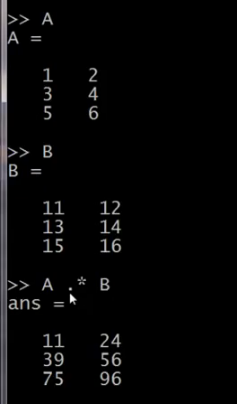 >> A
A =
1 2
3 4
5 6
>> B
B =
11 12
13 14
15 16
>> A .* B
ans =
11 24
39 56
75 96